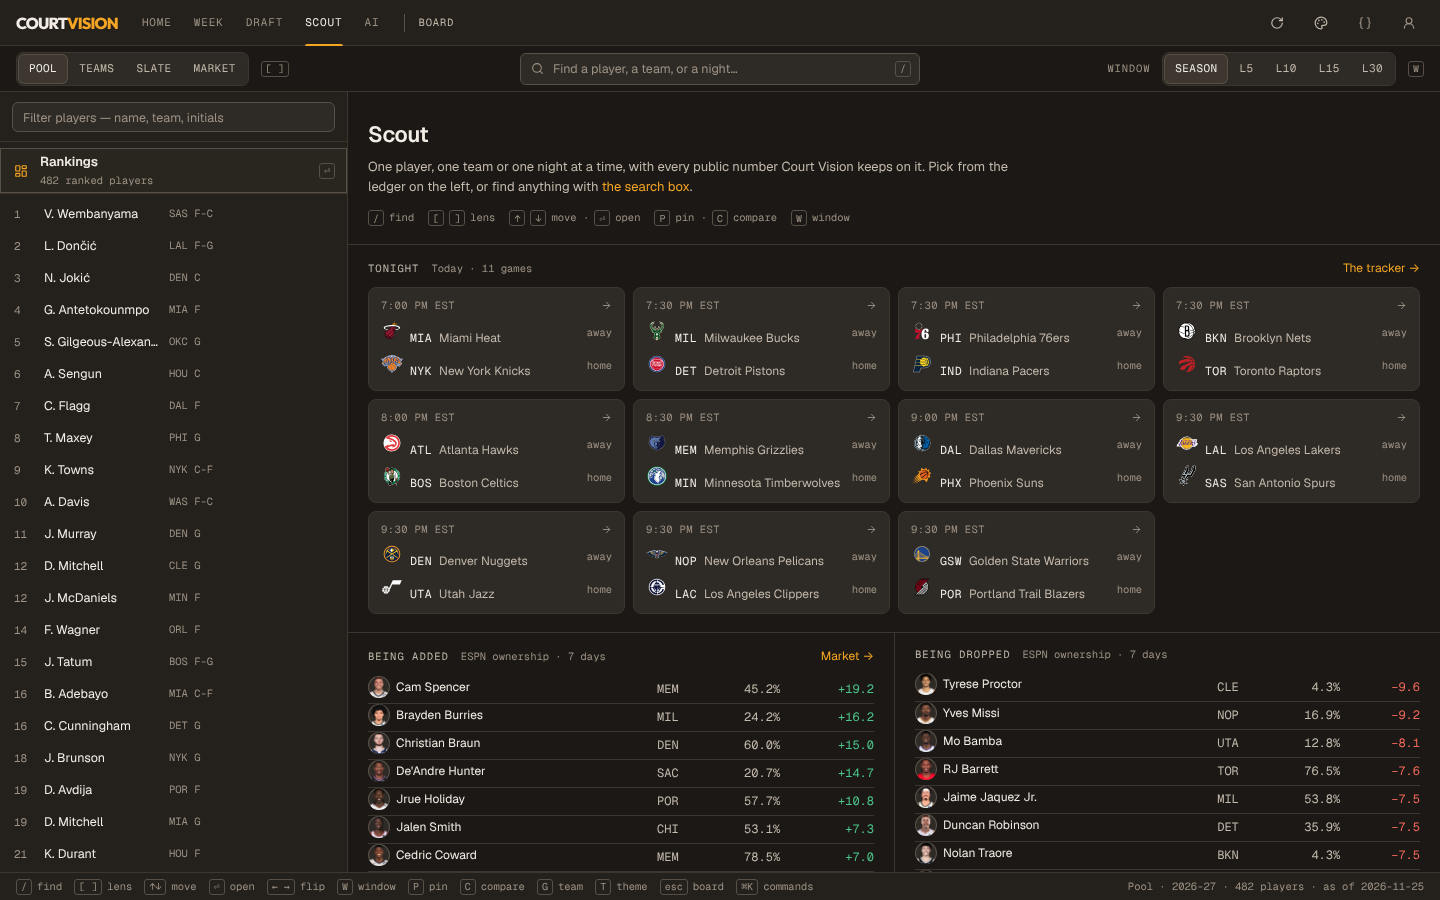 COURTVISION HOME WEEK DRAFT SCOUT AI BOARD { }
POOL TEAMS SLATE MARKET [ ] Find a player, a team, or a night... / WINDOW SEASON L5 L10 L15 L30 W
Filter players — name, team, initials
Rankings
482 ranked players
1 V. Wembanyama SAS F-C
2 L. Dončić LAL F-G
3 N. Jokić DEN C
4 G. Antetokounmpo MIA F
5 S. Gilgeous-Alexan... OKC G
6 A. Sengun HOU C
7 C. Flagg DAL F
8 T. Maxey PHI G
9 K. Towns NYK C-F
10 A. Davis WAS F-C
11 J. Murray DEN G
12 D. Mitchell CLE G
12 J. McDaniels MIN F
14 F. Wagner ORL F
15 J. Tatum BOS F-G
16 B. Adebayo MIA C-F
16 C. Cunningham DET G
18 J. Brunson NYK G
19 D. Avdija POR F
19 D. Mitchell MIA G
21 K. Durant HOU F
Scout
One player, one team or one night at a time, with every public number Court Vision keeps on it. Pick from the
ledger on the left, or find anything with the search box.
/ find [ ] lens ↑ ↓ move · ⏎ open P pin · C compare W window
TONIGHT Today · 11 games The tracker →
7:00 PM EST →
MIA Miami Heat away
NYK New York Knicks home
7:30 PM EST →
MIL Milwaukee Bucks away
DET Detroit Pistons home
7:30 PM EST →
PHI Philadelphia 76ers away
IND Indiana Pacers home
7:30 PM EST →
BKN Brooklyn Nets away
TOR Toronto Raptors home
8:00 PM EST →
ATL Atlanta Hawks away
BOS Boston Celtics home
8:30 PM EST →
MEM Memphis Grizzlies away
MIN Minnesota Timberwolves home
9:00 PM EST →
DAL Dallas Mavericks away
PHX Phoenix Suns home
9:30 PM EST →
LAL Los Angeles Lakers away
SAS San Antonio Spurs home
9:30 PM EST →
DEN Denver Nuggets away
UTA Utah Jazz home
9:30 PM EST →
NOP New Orleans Pelicans away
LAC Los Angeles Clippers home
9:30 PM EST →
GSW Golden State Warriors away
POR Portland Trail Blazers home
BEING ADDED ESPN ownership · 7 days Market →
Cam Spencer MEM 45.2% +19.2
Brayden Burries MIL 24.2% +16.2
Christian Braun DEN 60.0% +15.0
De'Andre Hunter SAC 20.7% +14.7
Jrue Holiday POR 57.7% +10.8
Jalen Smith CHI 53.1% +7.3
Cedric Coward MEM 78.5% +7.0
BEING DROPPED ESPN ownership · 7 days
Tyrese Proctor CLE 4.3% −9.6
Yves Missi NOP 16.9% −9.2
Mo Bamba UTA 12.8% −8.1
RJ Barrett TOR 76.5% −7.6
Jaime Jaquez Jr. MIL 53.8% −7.5
Duncan Robinson DET 35.9% −7.5
Nolan Traore BKN 4.3% −7.5
/ find [ ] lens ↑↓ move ⏎ open ← → flip W window P pin C compare G team T theme esc board ⌘K commands Pool · 2026-27 · 482 players · as of 2026-11-25